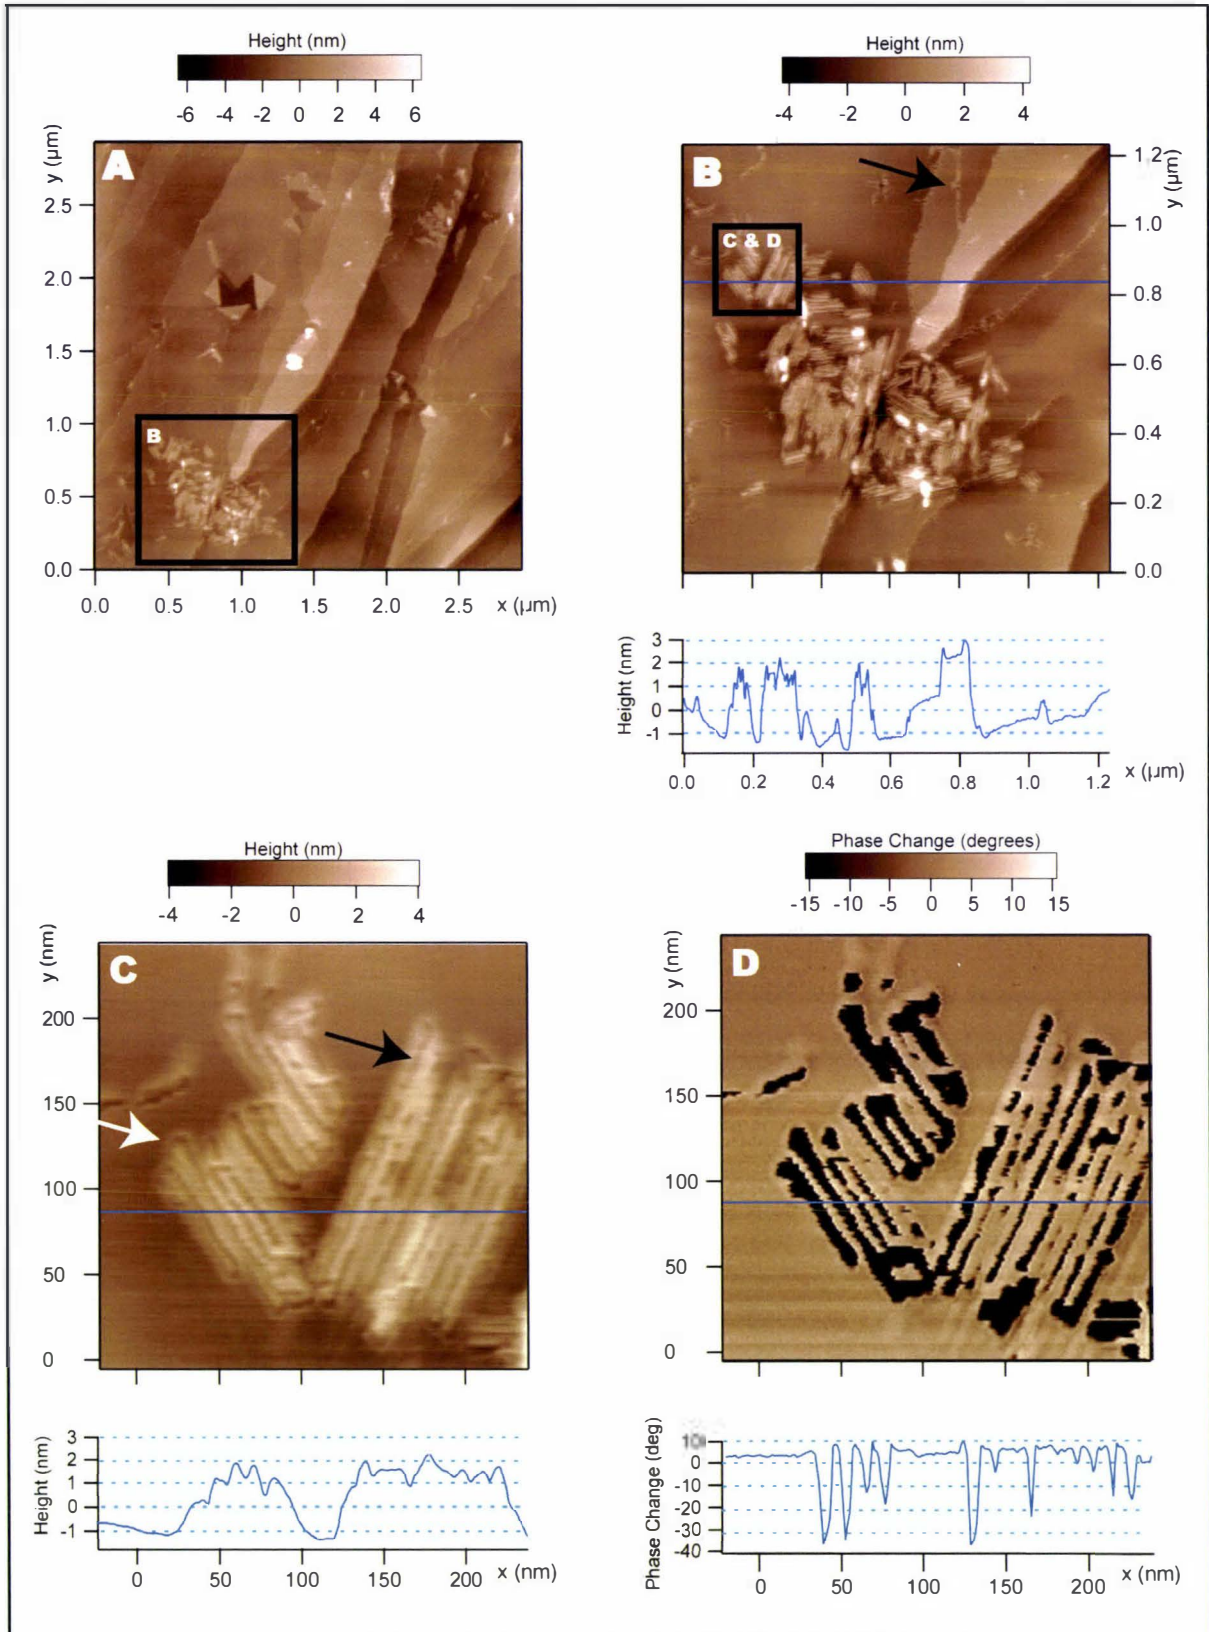 Height (nm)
-6 -4 -2 0 2 4 6
Height (nm)
-4 -2 0 2 4
y (μm)
A
2.5
2.0
1.5
1.0
0.5
0.0
B
0.0 0.5 1.0 1.5 2.0 2.5 x (μm)
B
C & D
1.2
1.0
0.8
0.6
0.4
0.2
0.0
y (μm)
Height (nm)
3
2
1
0
-1
0.0 0.2 0.4 0.6 0.8 1.0 1.2 x (μm)
Height (nm)
-4 -2 0 2 4
Phase Change (degrees)
-15 -10 -5 0 5 10 15
y (nm)
C
200
150
100
50
0
y (nm)
D
200
150
100
50
0
Height (nm)
3
2
1
0
-1
0 50 100 150 200 x (nm)
Phase Change (deg)
0
-10
-20
-30
-40
0 50 100 150 200 x (nm)